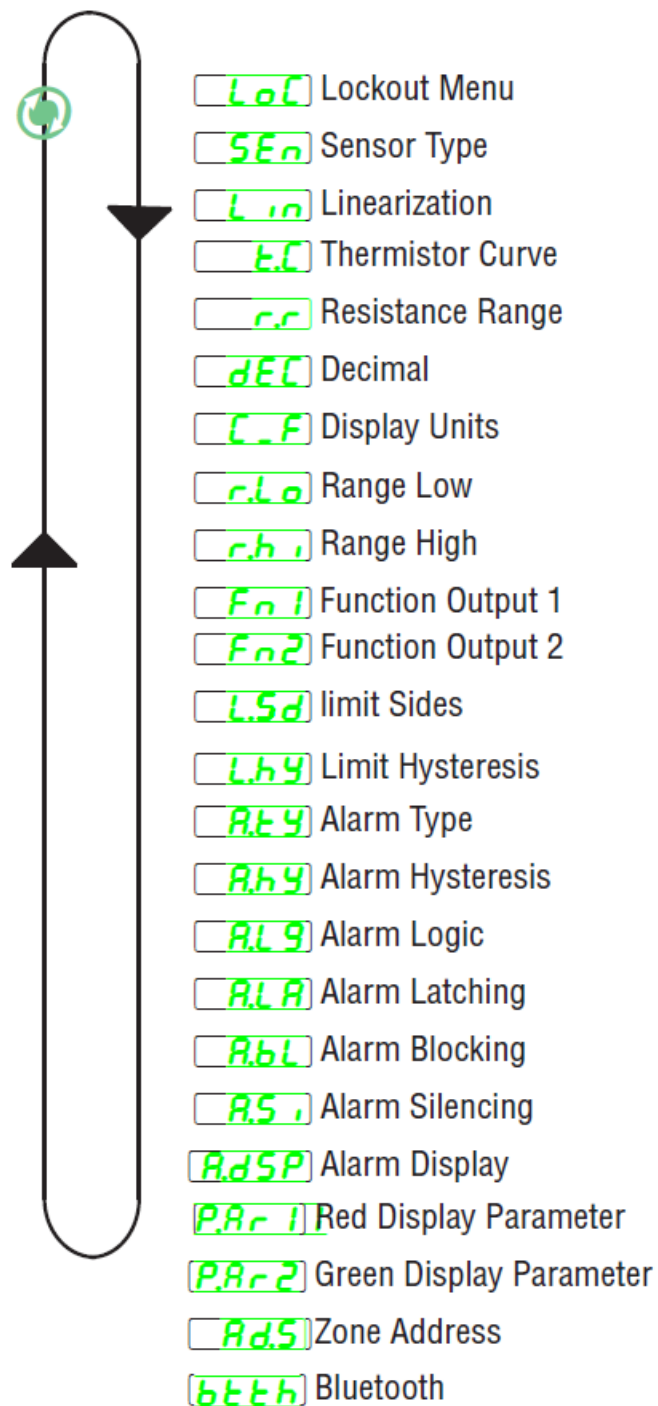 LoC Lockout Menu
SEn Sensor Type
Lin Linearization
t.C Thermistor Curve
r.r Resistance Range
dEC Decimal
C_F Display Units
r.Lo Range Low
r.hi Range High
Fn1 Function Output 1
Fn2 Function Output 2
L.Sd limit Sides
L.hy Limit Hysteresis
A.ty Alarm Type
A.hy Alarm Hysteresis
A.Lg Alarm Logic
A.LA Alarm Latching
A.bL Alarm Blocking
A.Si Alarm Silencing
A.dSP Alarm Display
P.Ar1 Red Display Parameter
P.Ar2 Green Display Parameter
Ad.S Zone Address
btth Bluetooth